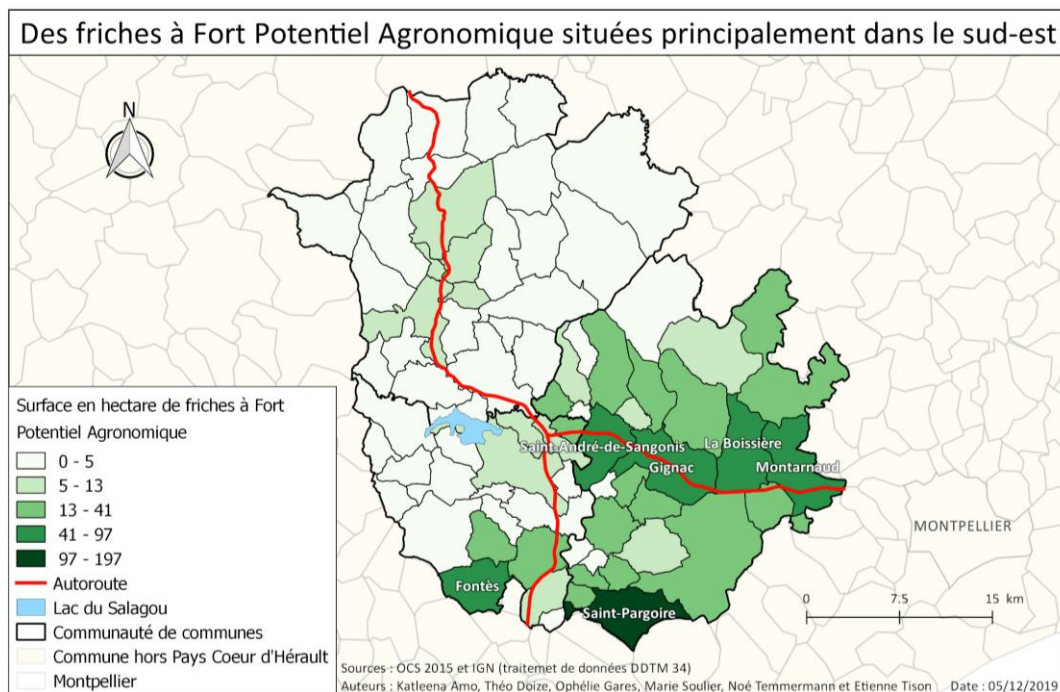 Des friches à Fort Potentiel Agronomique situées principalement dans le sud-est
N
Saint-André-de-Sangonis
La Boissière
Gignac
Montarnaud
MONTPELLIER
Fontès
Saint-Pargoire
0 7.5 15 km
Surface en hectare de friches à Fort
Potentiel Agronomique
0 - 5
5 - 13
13 - 41
41 - 97
97 - 197
Autoroute
Lac du Salagou
Communauté de communes
Commune hors Pays Coeur d'Hérault
Montpellier
Sources : OCS 2015 et IGN (traitemet de données DDTM 34)
Auteurs : Katleena Amo, Théo Doize, Ophélie Gares, Marie Soulier, Noé Temmermann et Etienne Tison Date : 05/12/2019